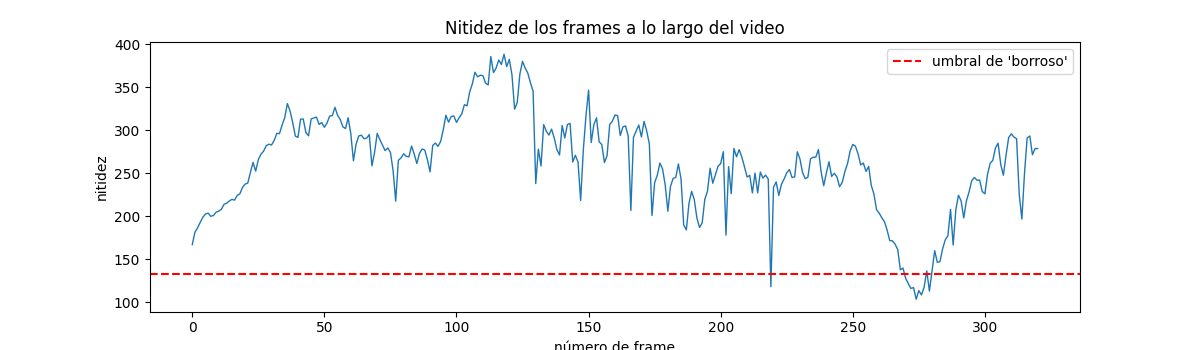 Nitidez de los frames a lo largo del video
umbral de 'borroso'
nitidez
400
350
300
250
200
150
100
0 50 100 150 200 250 300
número de frame